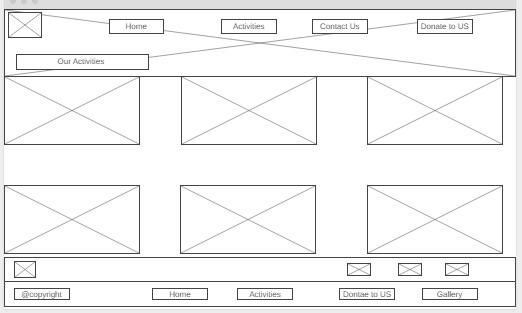 Home
Activities
Contact Us
Donate to US
Our Activities
@copyright
Home
Activities
Dontae to US
Gallery